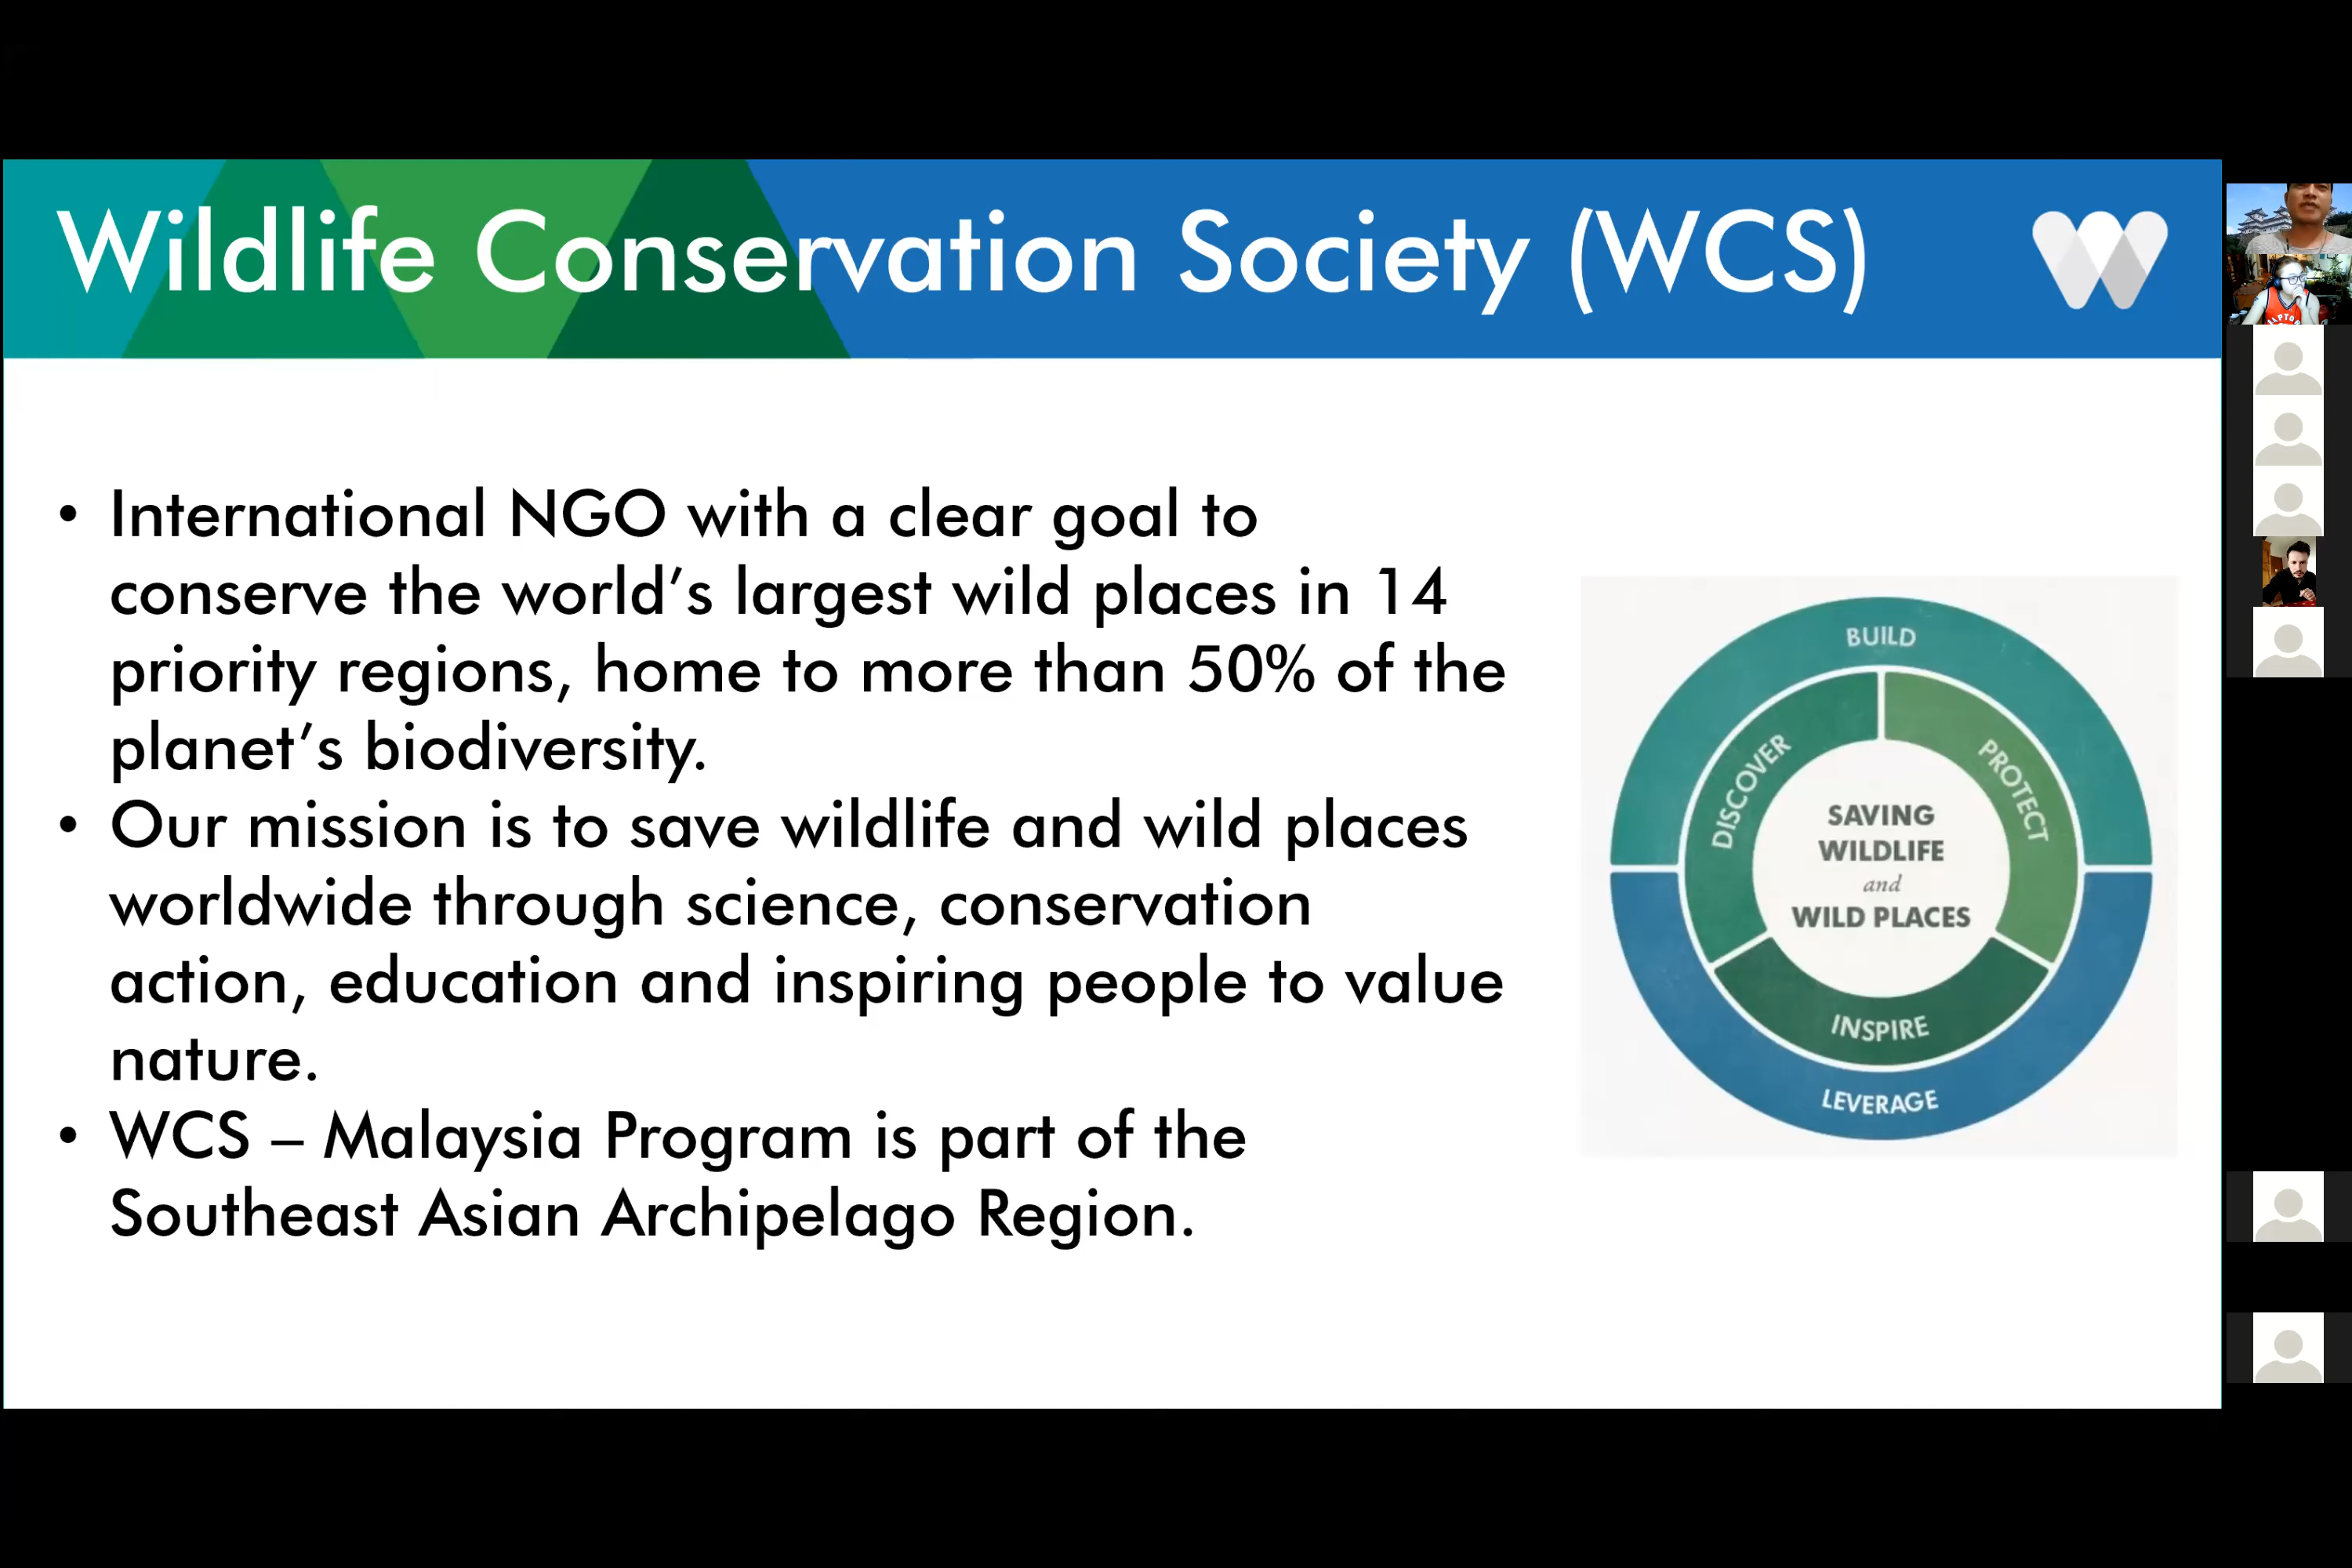 Wildlife Conservation Society (WCS)
• International NGO with a clear goal to
conserve the world’s largest wild places in 14
priority regions, home to more than 50% of the
planet’s biodiversity.
• Our mission is to save wildlife and wild places
worldwide through science, conservation
action, education and inspiring people to value
nature.
• WCS – Malaysia Program is part of the
Southeast Asian Archipelago Region.
BUILD
DISCOVER
PROTECT
SAVING
WILDLIFE
and
WILD PLACES
INSPIRE
LEVERAGE